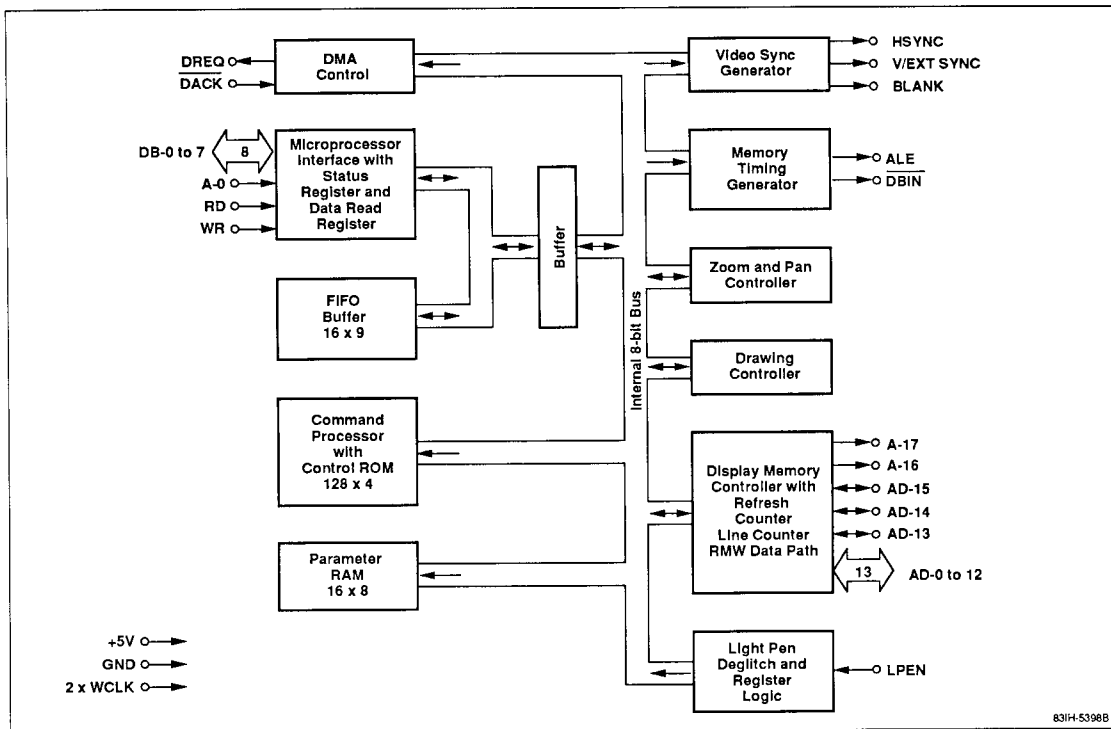 DREQ
DACK
DMA
Control
DB-0 to 7
8
A-0
RD
WR
Microprocessor
Interface with
Status
Register and
Data Read
Register
FIFO
Buffer
16 x 9
Buffer
Command
Processor
with
Control ROM
128 x 4
Parameter
RAM
16 x 8
+5V
GND
2 x WCLK
Internal 8-bit Bus
Video Sync
Generator
HSYNC
V/EXT SYNC
BLANK
Memory
Timing
Generator
ALE
DBIN
Zoom and Pan
Controller
Drawing
Controller
Display Memory
Controller with
Refresh
Counter
Line Counter
RMW Data Path
A-17
A-16
AD-15
AD-14
AD-13
13
AD-0 to 12
Light Pen
Deglitch and
Register
Logic
LPEN
83IH-5398B